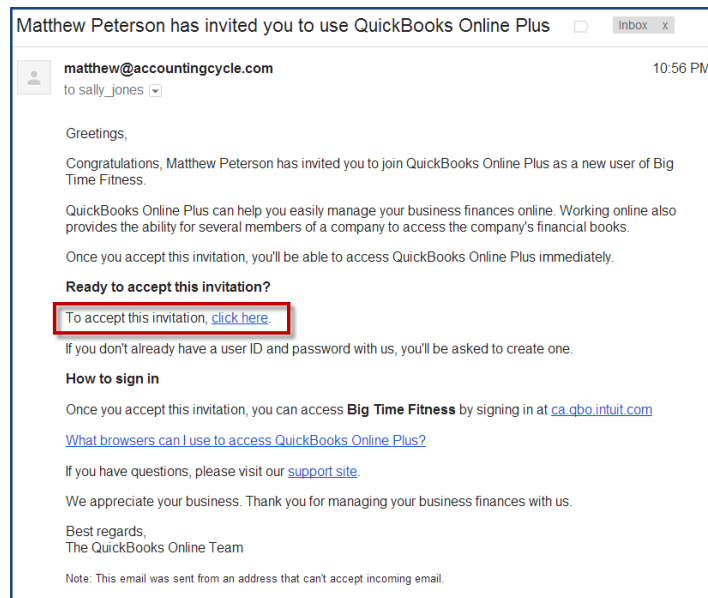 Matthew Peterson has invited you to use QuickBooks Online Plus Inbox x
matthew@accountingcycle.com 10:56 PM
to sally_jones
Greetings,
Congratulations, Matthew Peterson has invited you to join QuickBooks Online Plus as a new user of Big
Time Fitness.
QuickBooks Online Plus can help you easily manage your business finances online. Working online also
provides the ability for several members of a company to access the company's financial books.
Once you accept this invitation, you'll be able to access QuickBooks Online Plus immediately.
Ready to accept this invitation?
To accept this invitation, click here.
If you don't already have a user ID and password with us, you'll be asked to create one.
How to sign in
Once you accept this invitation, you can access Big Time Fitness by signing in at ca.qbo.intuit.com
What browsers can I use to access QuickBooks Online Plus?
If you have questions, please visit our support site.
We appreciate your business. Thank you for managing your business finances with us.
Best regards,
The QuickBooks Online Team
Note: This email was sent from an address that can't accept incoming email.